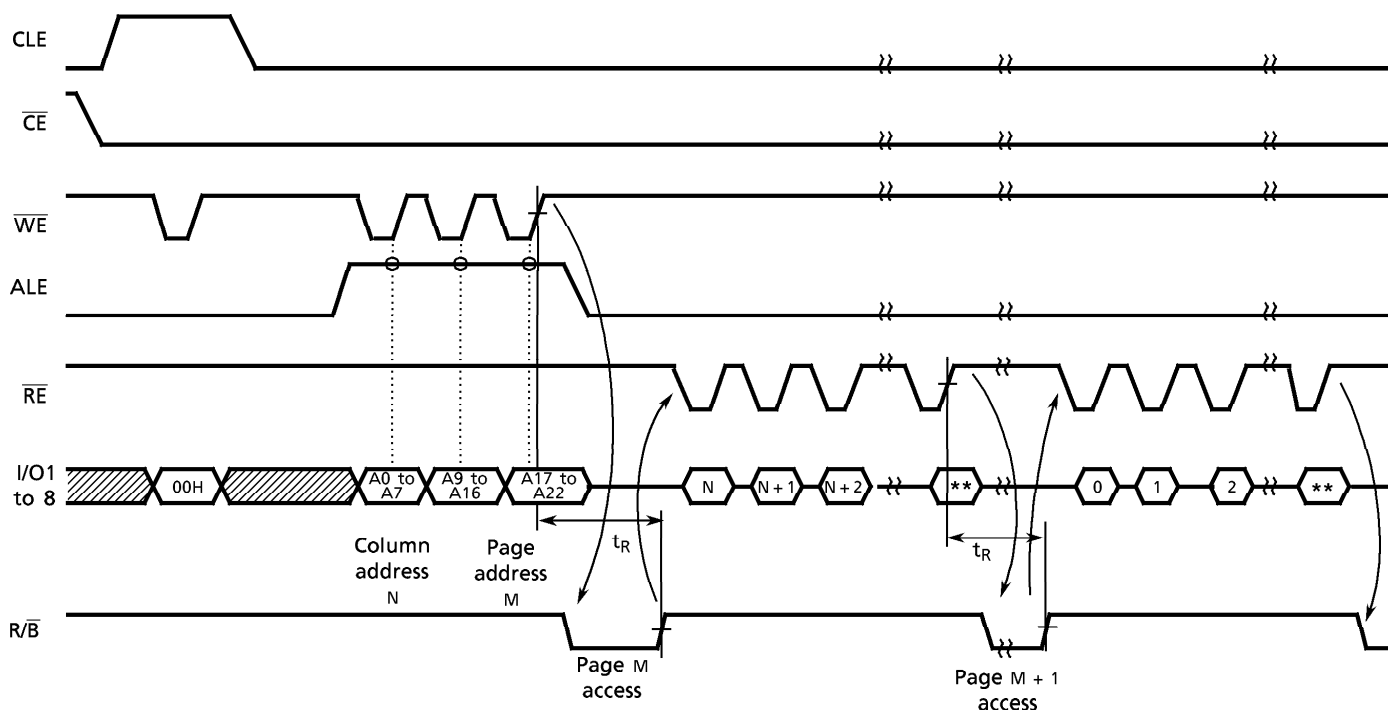 CLE
CE
WE
ALE
RE
I/O1
to 8
00H
A0 to
A7
A9 to
A16
A17 to
A22
N
N + 1
N + 2
**
0
1
2
**
tR
tR
Column
address
N
Page
address
M
R/B
Page M
access
Page M + 1
access